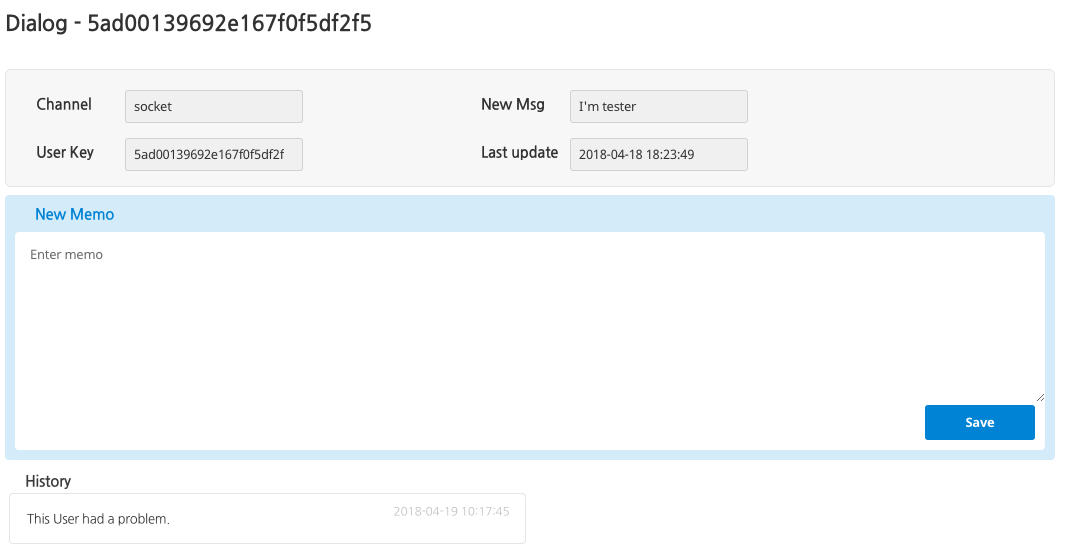 Dialog - 5ad00139692e167f0f5df2f5
Channel socket New Msg I'm tester
User Key 5ad00139692e167f0f5df2f Last update 2018-04-18 18:23:49
New Memo
Enter memo
Save
History
This User had a problem. 2018-04-19 10:17:45